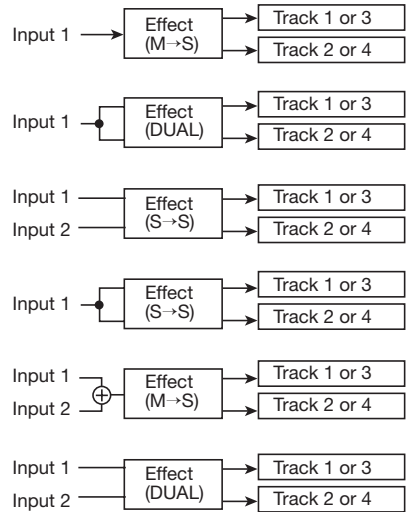 Input 1
Effect
(M→S)
Track 1 or 3
Track 2 or 4
Input 1
Effect
(DUAL)
Track 1 or 3
Track 2 or 4
Input 1
Input 2
Effect
(S→S)
Track 1 or 3
Track 2 or 4
Input 1
Effect
(S→S)
Track 1 or 3
Track 2 or 4
Input 1
Input 2
Effect
(M→S)
Track 1 or 3
Track 2 or 4
Input 1
Input 2
Effect
(DUAL)
Track 1 or 3
Track 2 or 4